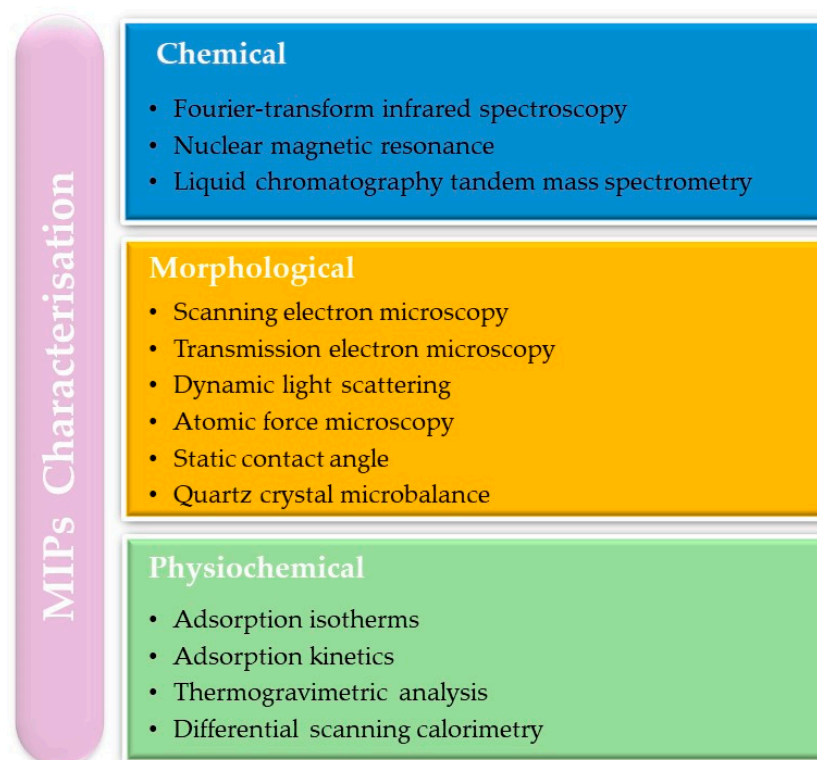 MIPs Characterisation
Chemical
• Fourier-transform infrared spectroscopy
• Nuclear magnetic resonance
• Liquid chromatography tandem mass spectrometry
Morphological
• Scanning electron microscopy
• Transmission electron microscopy
• Dynamic light scattering
• Atomic force microscopy
• Static contact angle
• Quartz crystal microbalance
Physiochemical
• Adsorption isotherms
• Adsorption kinetics
• Thermogravimetric analysis
• Differential scanning calorimetry